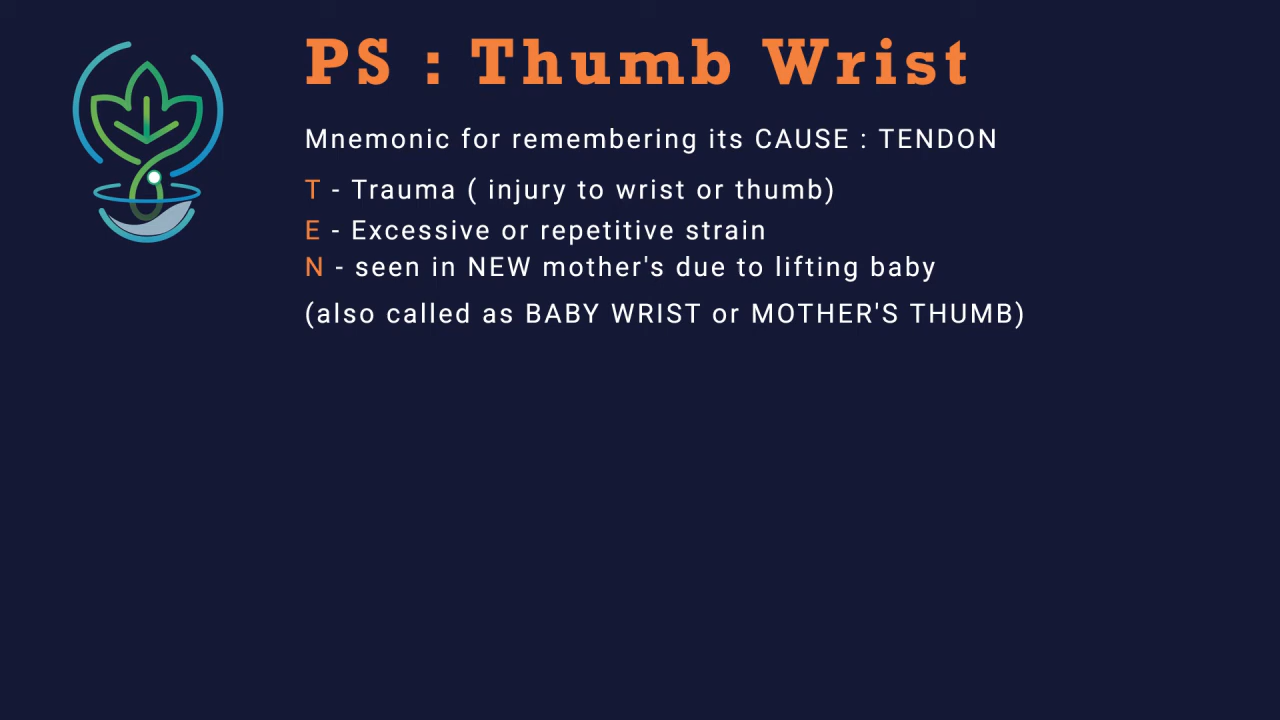 PS : Thumb Wrist
Mnemonic for remembering its CAUSE : TENDON
T - Trauma ( injury to wrist or thumb)
E - Excessive or repetitive strain
N - seen in NEW mother's due to lifting baby
(also called as BABY WRIST or MOTHER'S THUMB)